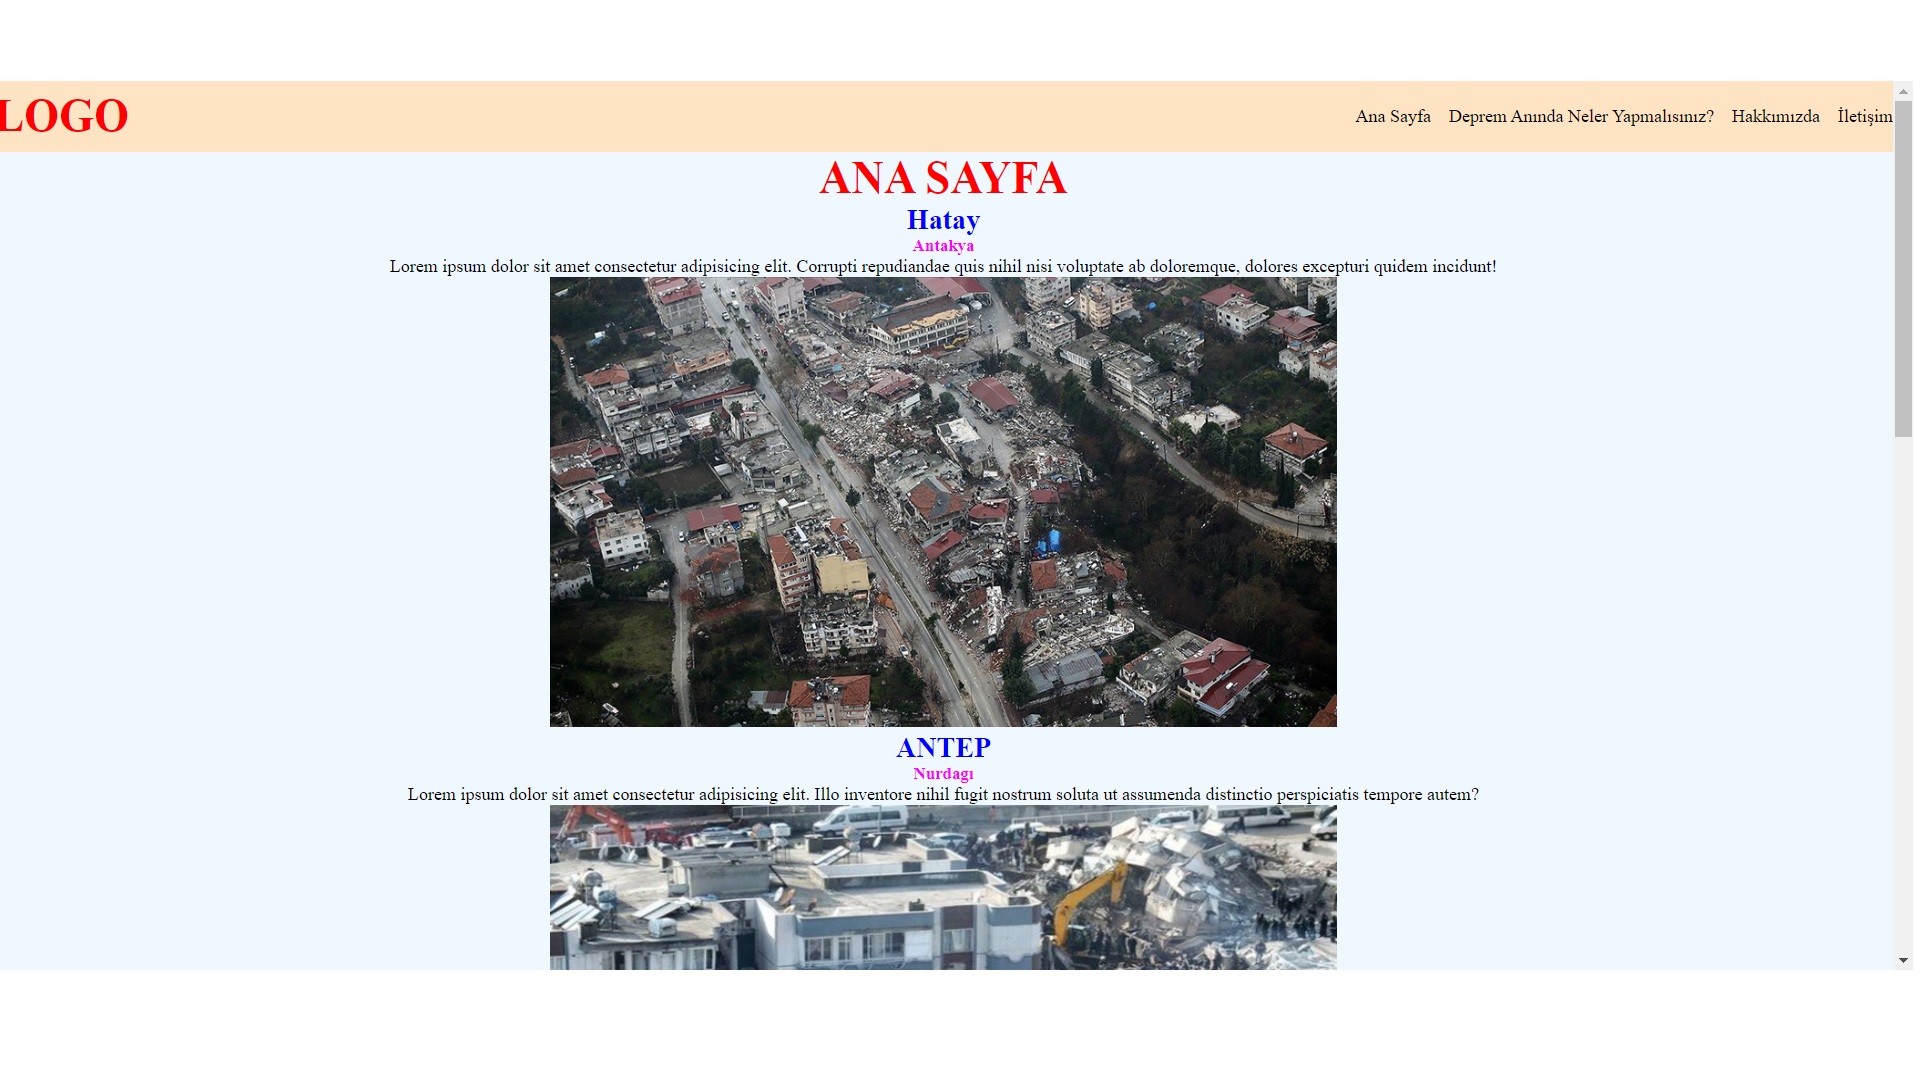 LOGO
Ana Sayfa Deprem Anında Neler Yapmalısınız? Hakkımızda İletişim
ANA SAYFA
Hatay
Antakya
Lorem ipsum dolor sit amet consectetur adipisicing elit. Corrupti repudiandae quis nihil nisi voluptate ab doloremque, dolores excepturi quidem incidunt!
ANTEP
Nurdagı
Lorem ipsum dolor sit amet consectetur adipisicing elit. Illo inventore nihil fugit nostrum soluta ut assumenda distinctio perspiciatis tempore autem?